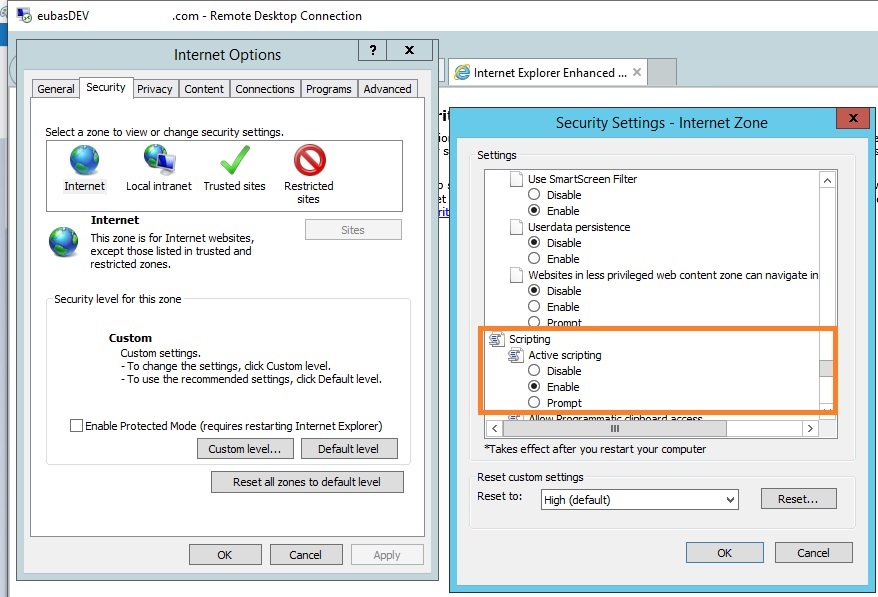 eubasDEV .com - Remote Desktop Connection
Internet Options
?
X
General Security Privacy Content Connections Programs Advanced
Select a zone to view or change security settings.
Internet
Local intranet
Trusted sites
Restricted
sites
Internet
This zone is for Internet websites,
except those listed in trusted and
restricted zones.
Sites
Security level for this zone
Custom
Custom settings.
- To change the settings, click Custom level.
- To use the recommended settings, click Default level.
Enable Protected Mode (requires restarting Internet Explorer)
Custom level...
Default level
Reset all zones to default level
OK
Cancel
Apply
Internet Explorer Enhanced ...
Security Settings - Internet Zone
X
Settings
Use SmartScreen Filter
Disable
Enable
Userdata persistence
Disable
Enable
Websites in less privileged web content zone can navigate in
Disable
Enable
Prompt
Scripting
Active scripting
Disable
Enable
Prompt
Allow Programmatic clipboard access
*Takes effect after you restart your computer
Reset custom settings
Reset to:
High (default)
Reset...
OK
Cancel